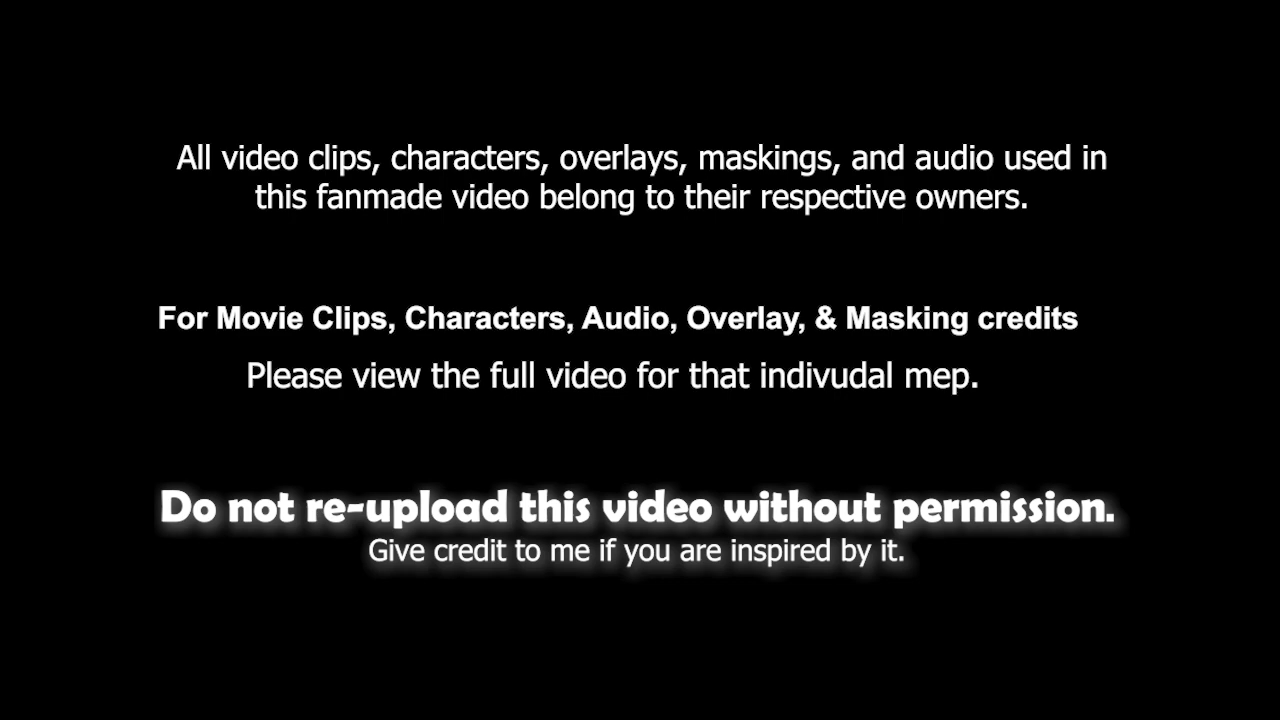 All video clips, characters, overlays, maskings, and audio used in
this fanmade video belong to their respective owners.
For Movie Clips, Characters, Audio, Overlay, & Masking credits
Please view the full video for that indivudal mep.
Do not re-upload this video without permission.
Give credit to me if you are inspired by it.